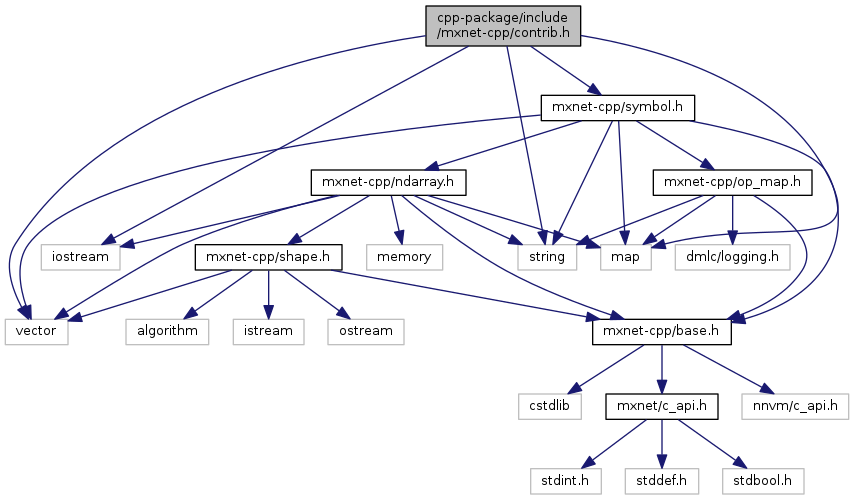 cpp-package/include
/mxnet-cpp/contrib.h
mxnet-cpp/symbol.h
mxnet-cpp/ndarray.h
mxnet-cpp/op_map.h
iostream
mxnet-cpp/shape.h
memory
string
map
dmlc/logging.h
vector
algorithm
istream
ostream
mxnet-cpp/base.h
cstdlib
mxnet/c_api.h
nnvm/c_api.h
stdint.h
stddef.h
stdbool.h